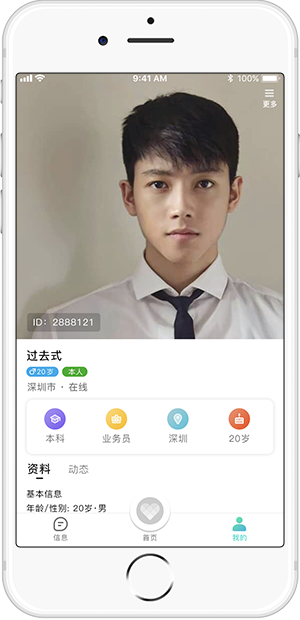 9:41 AM 100%
更多
ID: 2888121
过去式
♂20岁 本人
深圳市 · 在线
本科 业务员 深圳 20岁
资料 动态
基本信息
年龄/性别: 20岁·男
信息 首页 我的